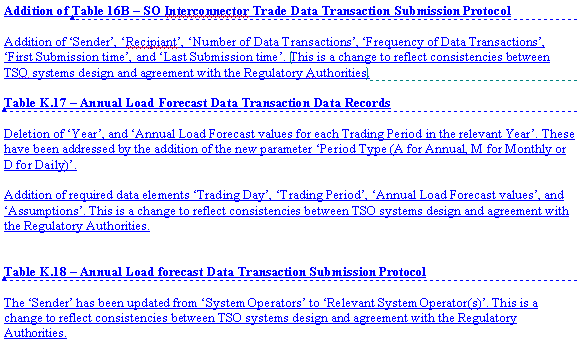 Addition of Table 16B – SO Interconnector Trade Data Transaction Submission Protocol
Addition of ‘Sender’, ‘Recipiant’, ‘Number of Data Transactions’, ‘Frequency of Data Transactions’,
‘First Submission time’, and ‘Last Submission time’. This is a change to reflect consistencies between
TSO systems design and agreement with the Regulatory Authorities.
Table K.17 – Annual Load Forecast Data Transaction Data Records
Deletion of ‘Year’, and ‘Annual Load Forecast values for each Trading Period in the relevant Year’. These
have been addressed by the addition of the new parameter ‘Period Type (A for Annual, M for Monthly or
D for Daily)’.
Addition of required data elements ‘Trading Day’, ‘Trading Period’, ‘Annual Load Forecast values’, and
‘Assumptions’. This is a change to reflect consistencies between TSO systems design and agreement with
the Regulatory Authorities.
Table K.18 – Annual Load forecast Data Transaction Submission Protocol
The ‘Sender’ has been updated from ‘System Operators’ to ‘Relevant System Operator(s)’. This is a
change to reflect consistencies between TSO systems design and agreement with the Regulatory
Authorities.